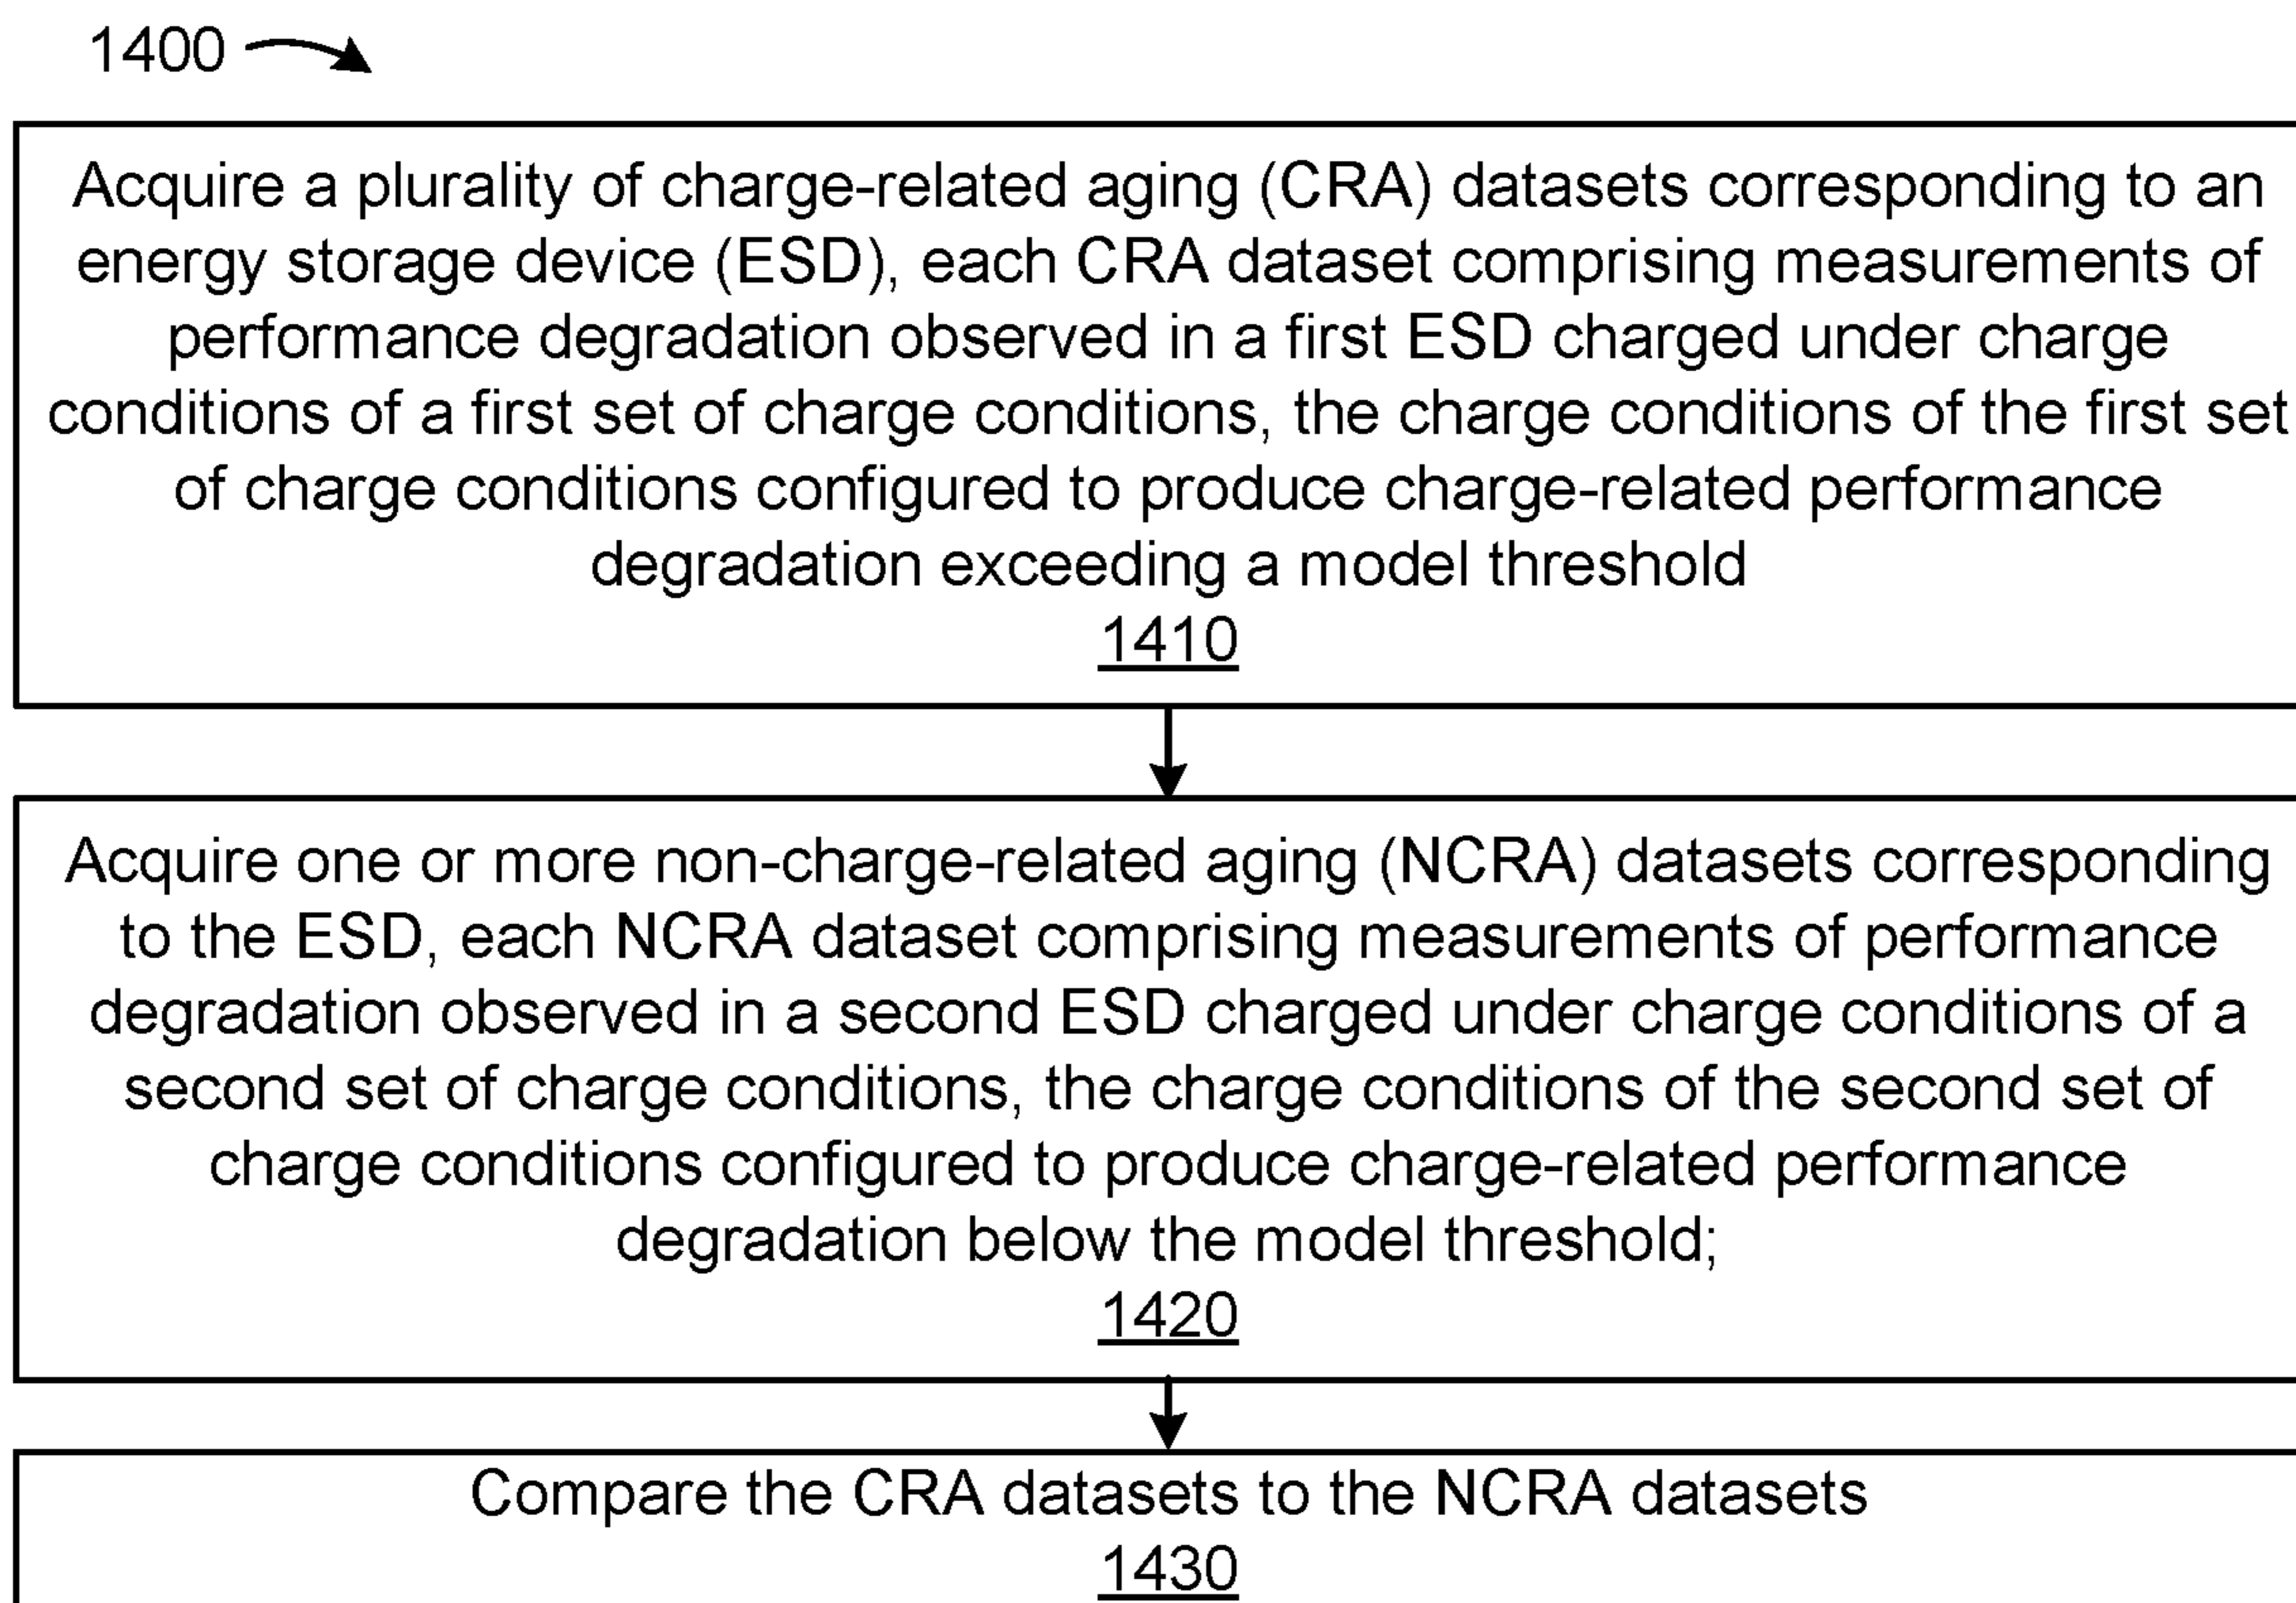 1400
Acquire a plurality of charge-related aging (CRA) datasets corresponding to an
energy storage device (ESD), each CRA dataset comprising measurements of
performance degradation observed in a first ESD charged under charge
conditions of a first set of charge conditions, the charge conditions of the first set
of charge conditions configured to produce charge-related performance
degradation exceeding a model threshold
1410
Acquire one or more non-charge-related aging (NCRA) datasets corresponding
to the ESD, each NCRA dataset comprising measurements of performance
degradation observed in a second ESD charged under charge conditions of a
second set of charge conditions, the charge conditions of the second set of
charge conditions configured to produce charge-related performance
degradation below the model threshold;
1420
Compare the CRA datasets to the NCRA datasets
1430